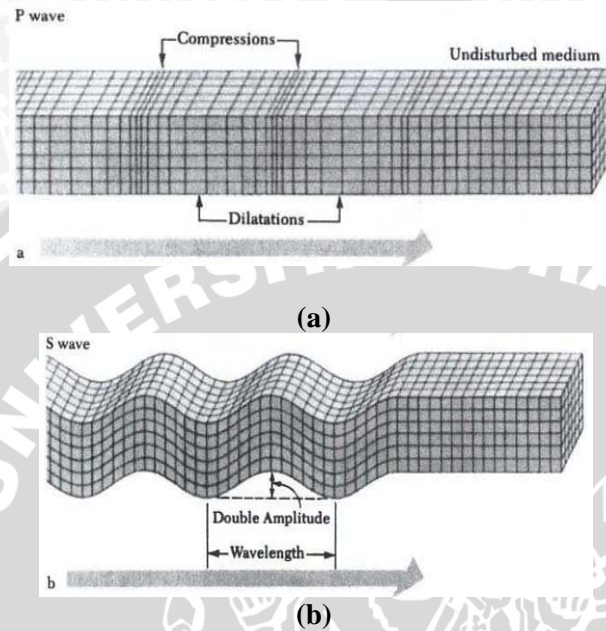 P wave
Compressions
Undisturbed medium
Dilatations
a
(a)
S wave
Double Amplitude
Wavelength
b
(b)